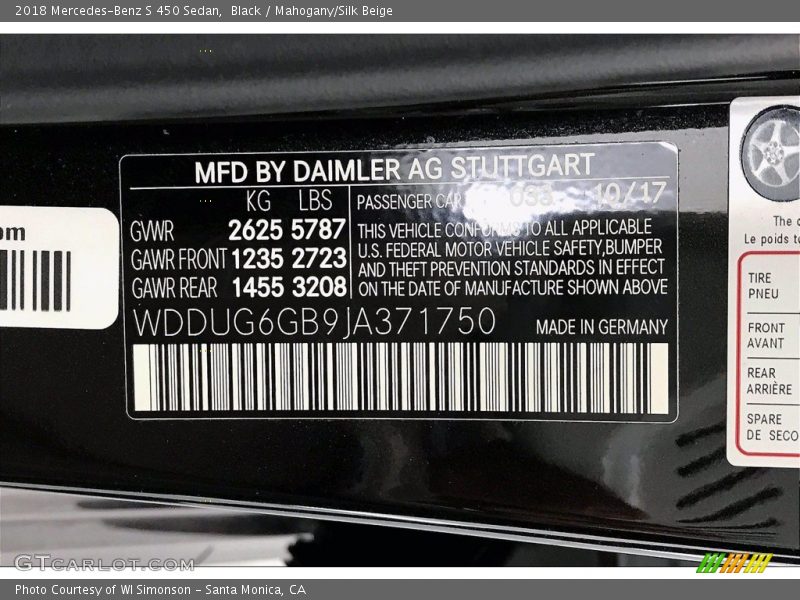 2018 Mercedes-Benz S 450 Sedan, Black / Mahogany/Silk Beige
MFD BY DAIMLER AG STUTTGART
KG LBS
GVWR 2625 5787
GAWR FRONT 1235 2723
GAWR REAR 1455 3208
PASSENGER CAR 033 10/17
THIS VEHICLE CONFORMS TO ALL APPLICABLE
U.S. FEDERAL MOTOR VEHICLE SAFETY,BUMPER
AND THEFT PREVENTION STANDARDS IN EFFECT
ON THE DATE OF MANUFACTURE SHOWN ABOVE
WDDUG6GB9JA371750 MADE IN GERMANY
om
The c
Le poids to
TIRE
PNEU
FRONT
AVANT
REAR
ARRIÈRE
SPARE
DE SECO
GTcarlot.com
Photo Courtesy of WI Simonson - Santa Monica, CA